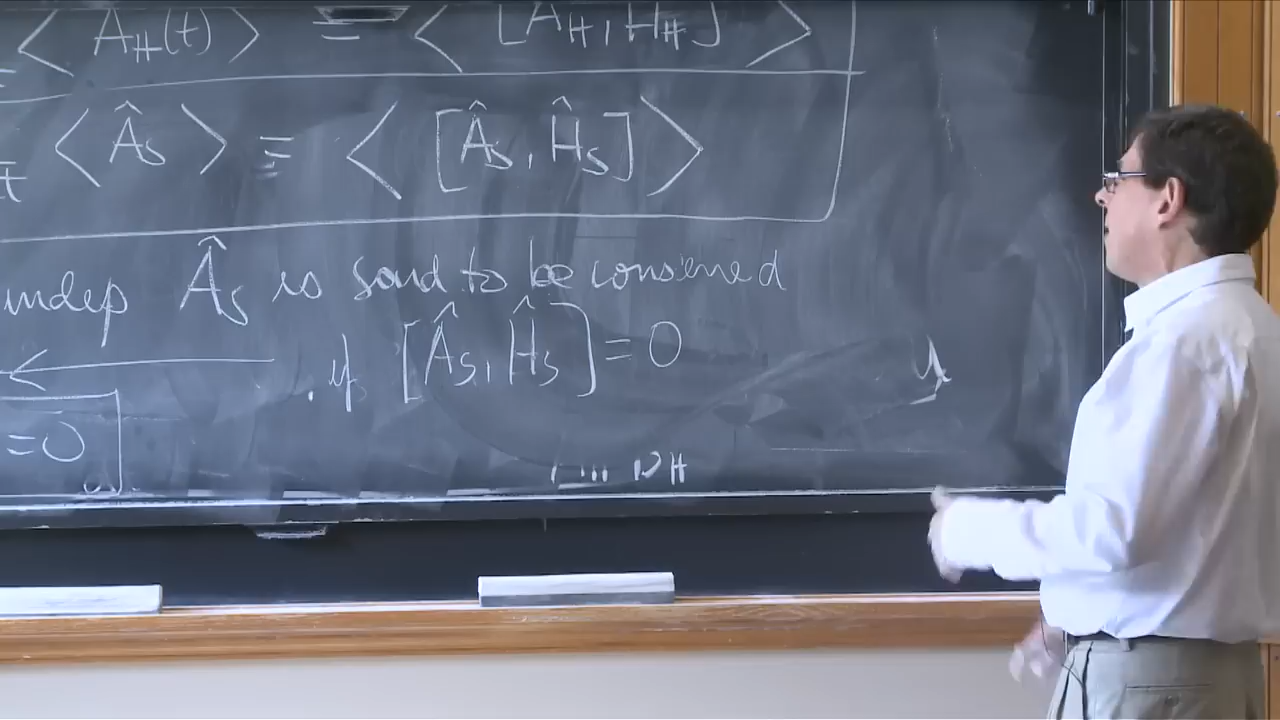 = < A_H(t) > = < [A_H, H_H] >
t < Â_S > ≡ < [Â_S, Ĥ_S] >
indep Â_S is said to be conserved
if [Â_S, Ĥ_S] = 0
=0